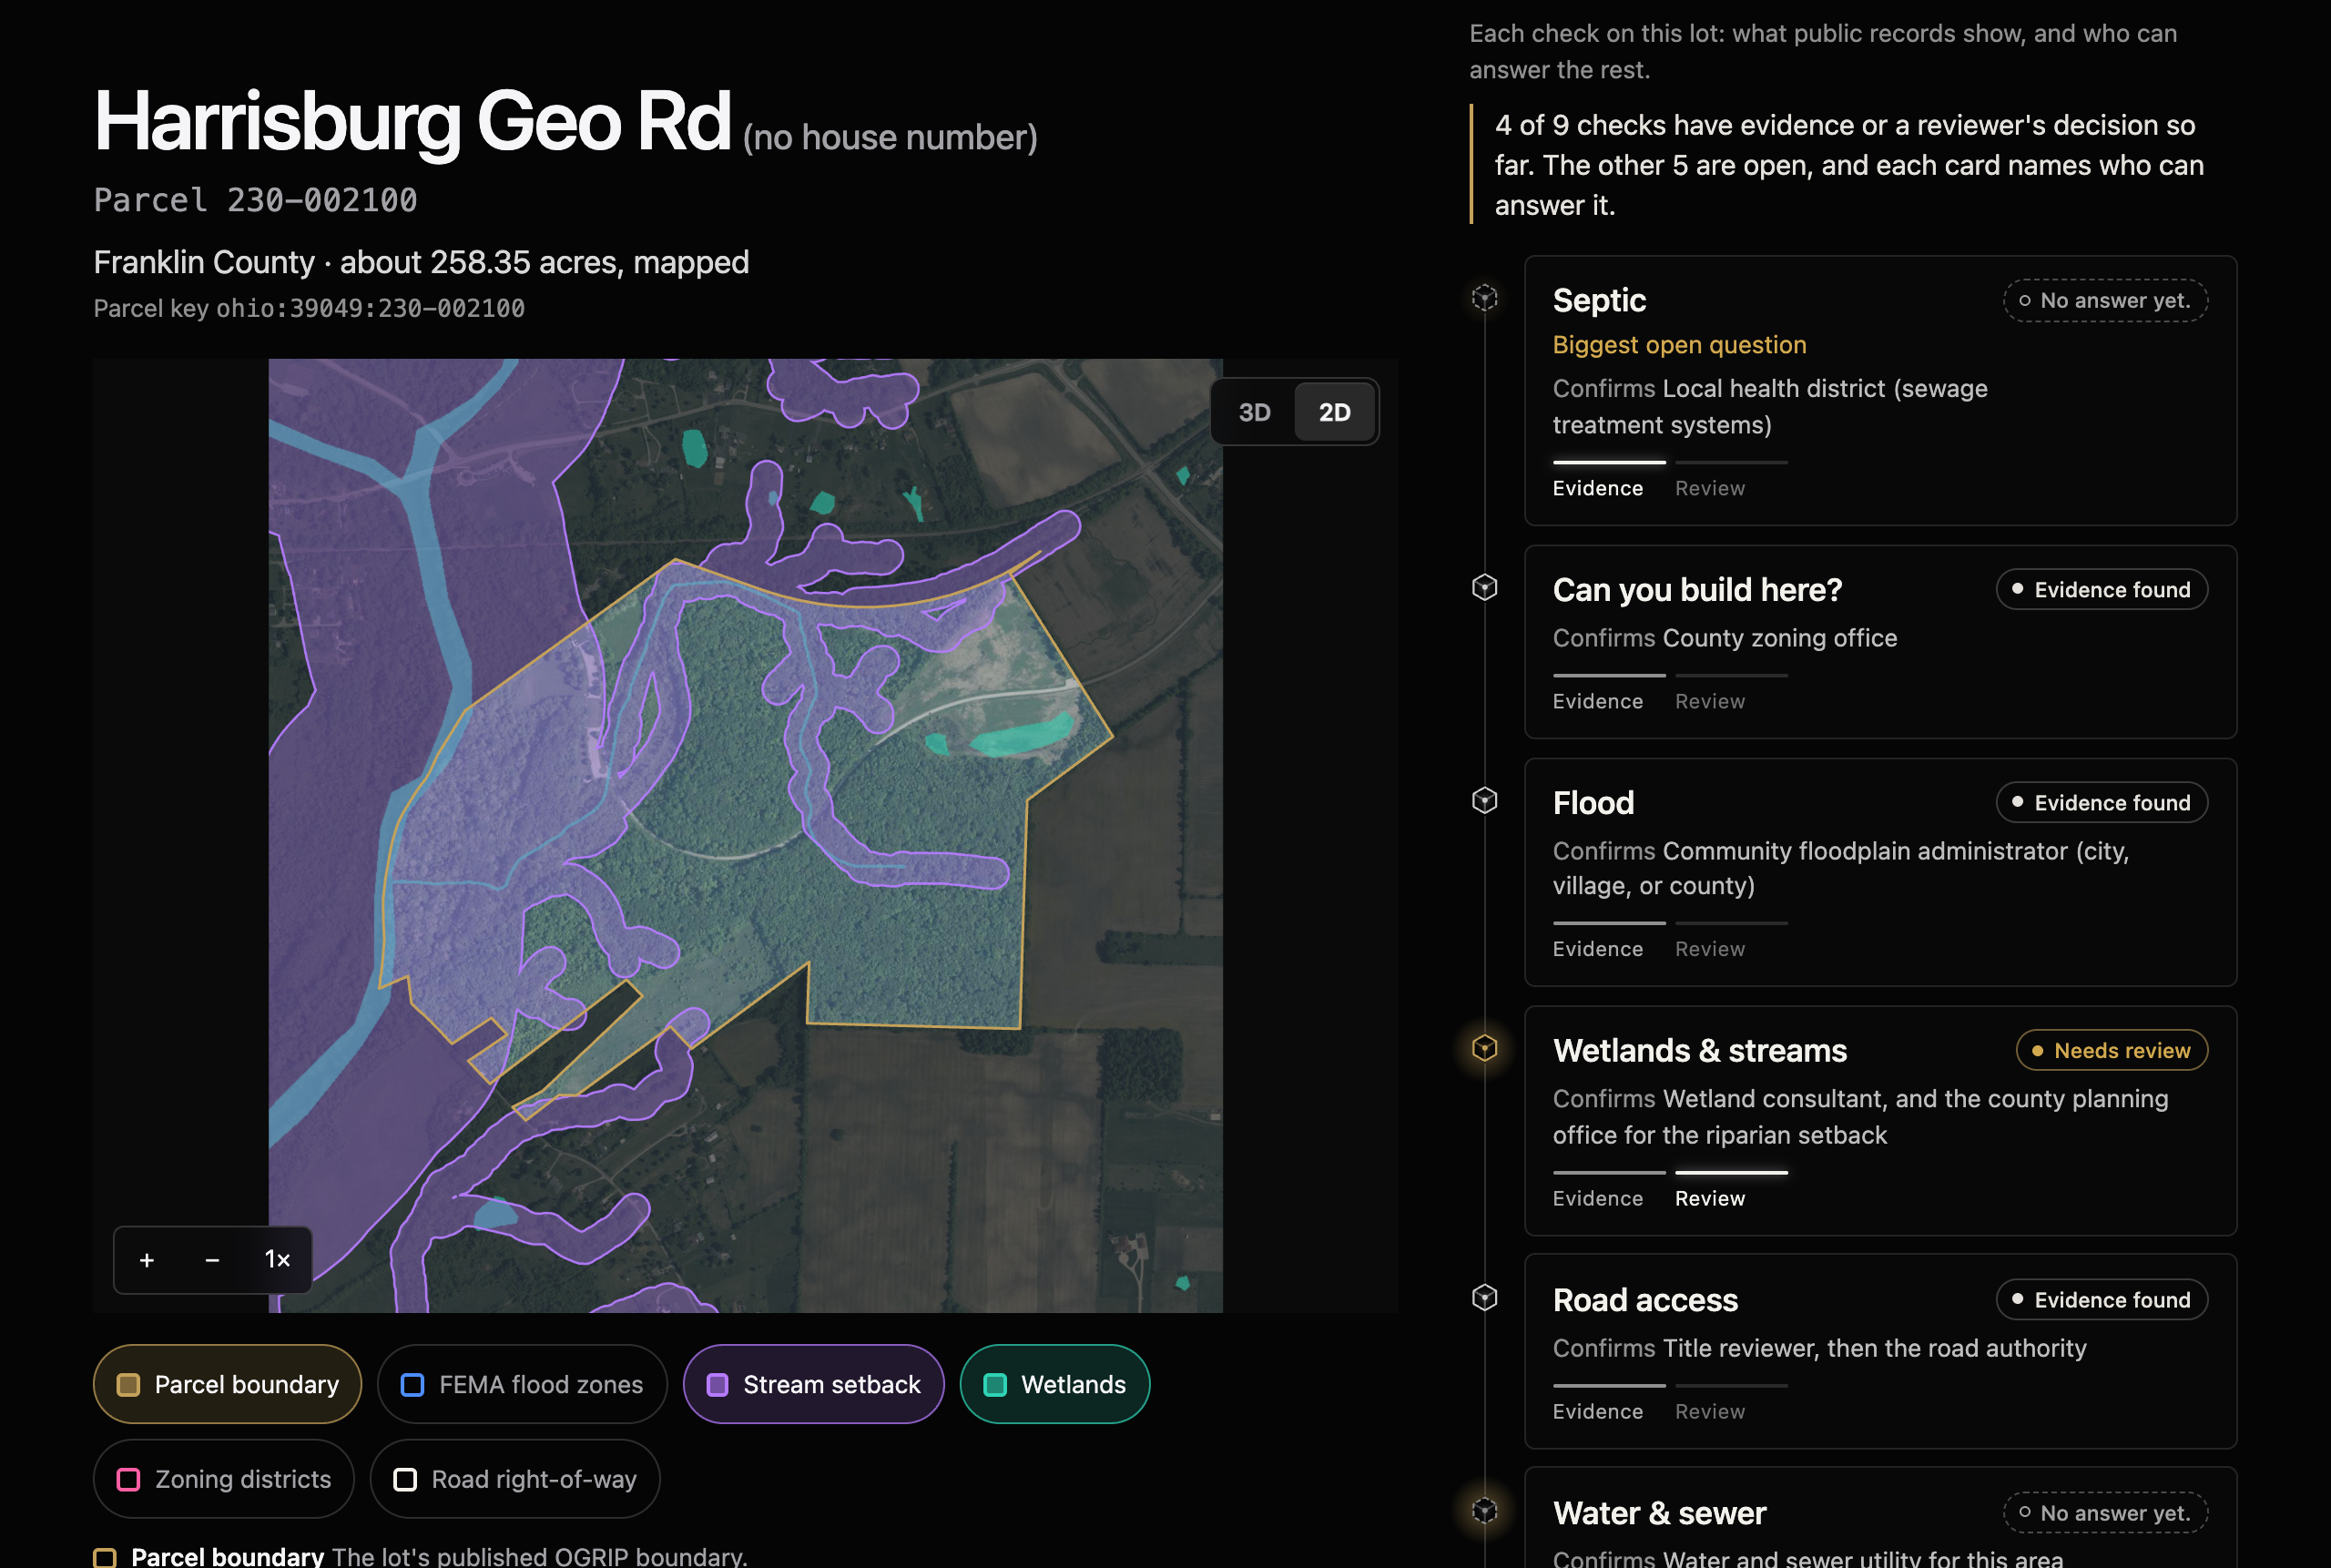 Harrisburg Geo Rd (no house number)
Parcel 230-002100
Franklin County · about 258.35 acres, mapped
Parcel key ohio:39049:230-002100
3D 2D
+ − 1×
Parcel boundary
FEMA flood zones
Stream setback
Wetlands
Zoning districts
Road right-of-way
Parcel boundary The lot's published OGRIP boundary.
Each check on this lot: what public records show, and who can
answer the rest.
4 of 9 checks have evidence or a reviewer's decision so
far. The other 5 are open, and each card names who can
answer it.
Septic
No answer yet.
Biggest open question
Confirms Local health district (sewage
treatment systems)
Evidence Review
Can you build here?
Evidence found
Confirms County zoning office
Evidence Review
Flood
Evidence found
Confirms Community floodplain administrator (city,
village, or county)
Evidence Review
Wetlands & streams
Needs review
Confirms Wetland consultant, and the county planning
office for the riparian setback
Evidence Review
Road access
Evidence found
Confirms Title reviewer, then the road authority
Evidence Review
Water & sewer
No answer yet.
Confirms Water and sewer utility for this area